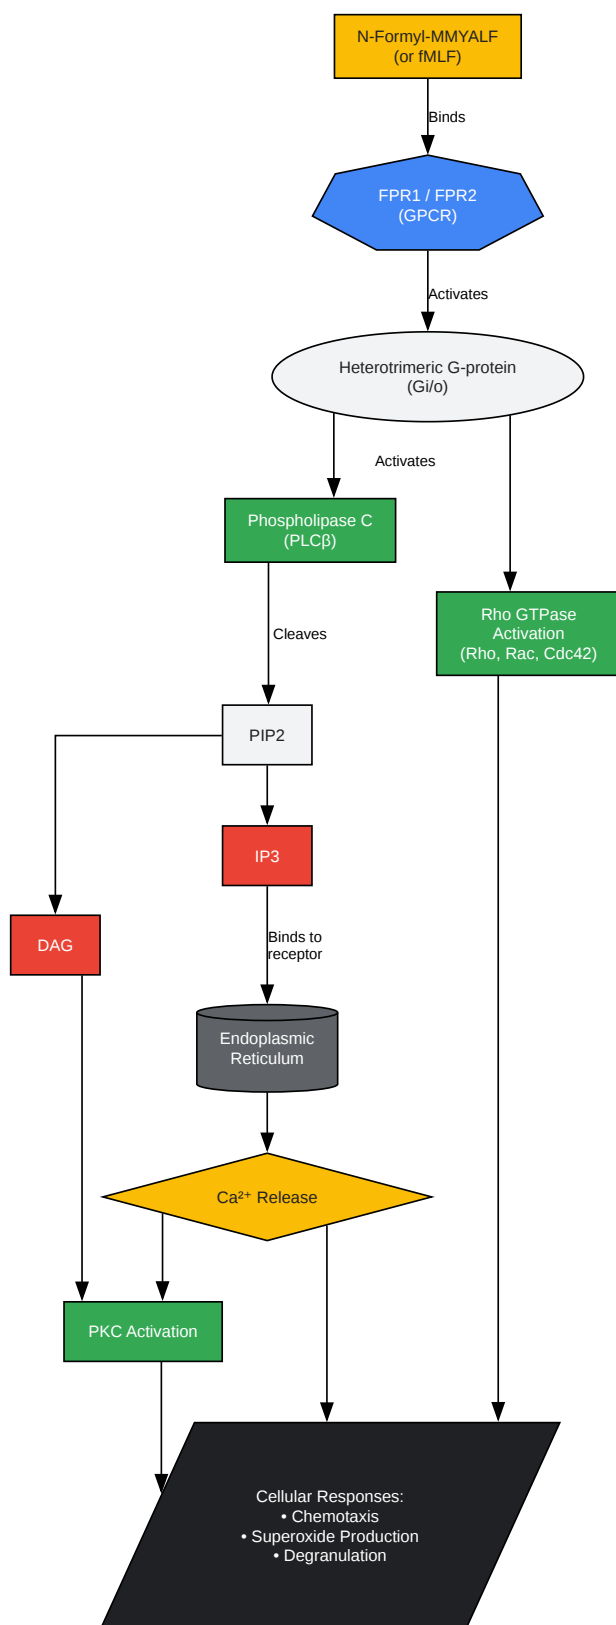 N-Formyl-MMYALF
(or fMLF)
Binds
FPR1 / FPR2
(GPCR)
Activates
Heterotrimeric G-protein
(Gi/o)
Activates
Phospholipase C
(PLCβ)
Rho GTPase
Activation
(Rho, Rac, Cdc42)
Cleaves
PIP2
IP3
DAG
Binds to
receptor
Endoplasmic
Reticulum
Ca²⁺ Release
PKC Activation
Cellular Responses:
• Chemotaxis
• Superoxide Production
• Degranulation